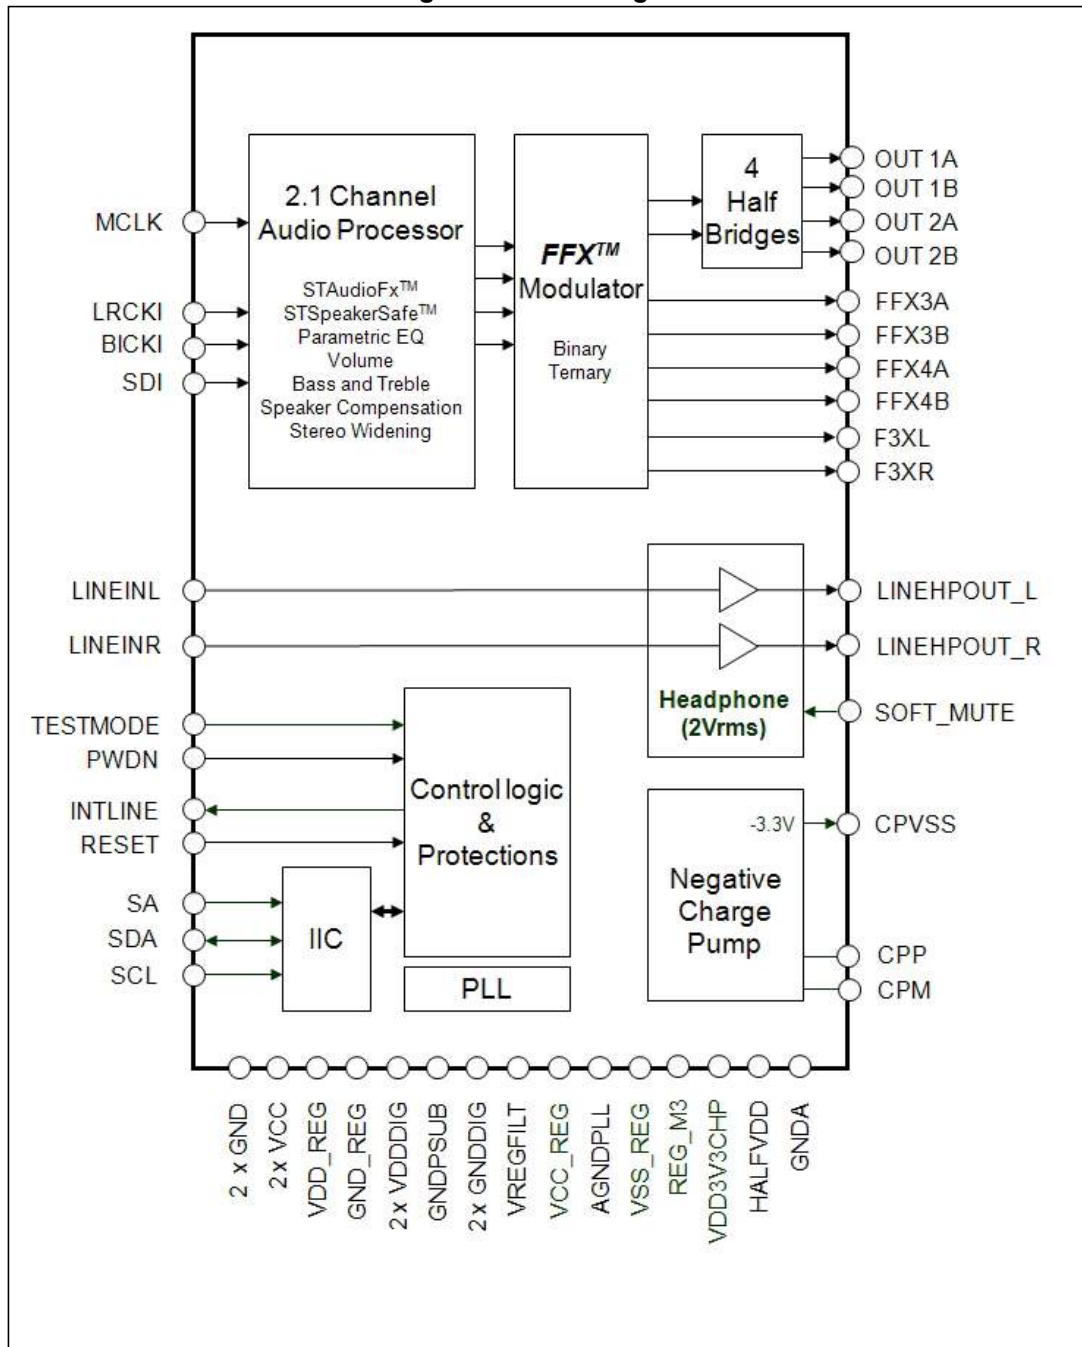 MCLK
LRCKI
BICKI
SDI
2.1 Channel
Audio Processor
STAudioFx™
STSpeakerSafe™
Parametric EQ
Volume
Bass and Treble
Speaker Compensation
Stereo Widening
FFX™
Modulator
Binary
Ternary
4
Half
Bridges
OUT 1A
OUT 1B
OUT 2A
OUT 2B
FFX3A
FFX3B
FFX4A
FFX4B
F3XL
F3XR
LINEINL
LINEINR
Headphone
(2Vrms)
LINEHPOUT_L
LINEHPOUT_R
SOFT_MUTE
TESTMODE
PWDN
INTLINE
RESET
SA
SDA
SCL
IIC
Control logic
&
Protections
PLL
-3.3V
Negative
Charge
Pump
CPVSS
CPP
CPM
2 x GND
2 x VCC
VDD_REG
GND_REG
2 x VDDDIG
GNDPSUB
2 x GNDDIG
VREGFILT
VCC_REG
AGNDPLL
VSS_REG
REG_M3
VDD3V3CHP
HALFVDD
GNDA